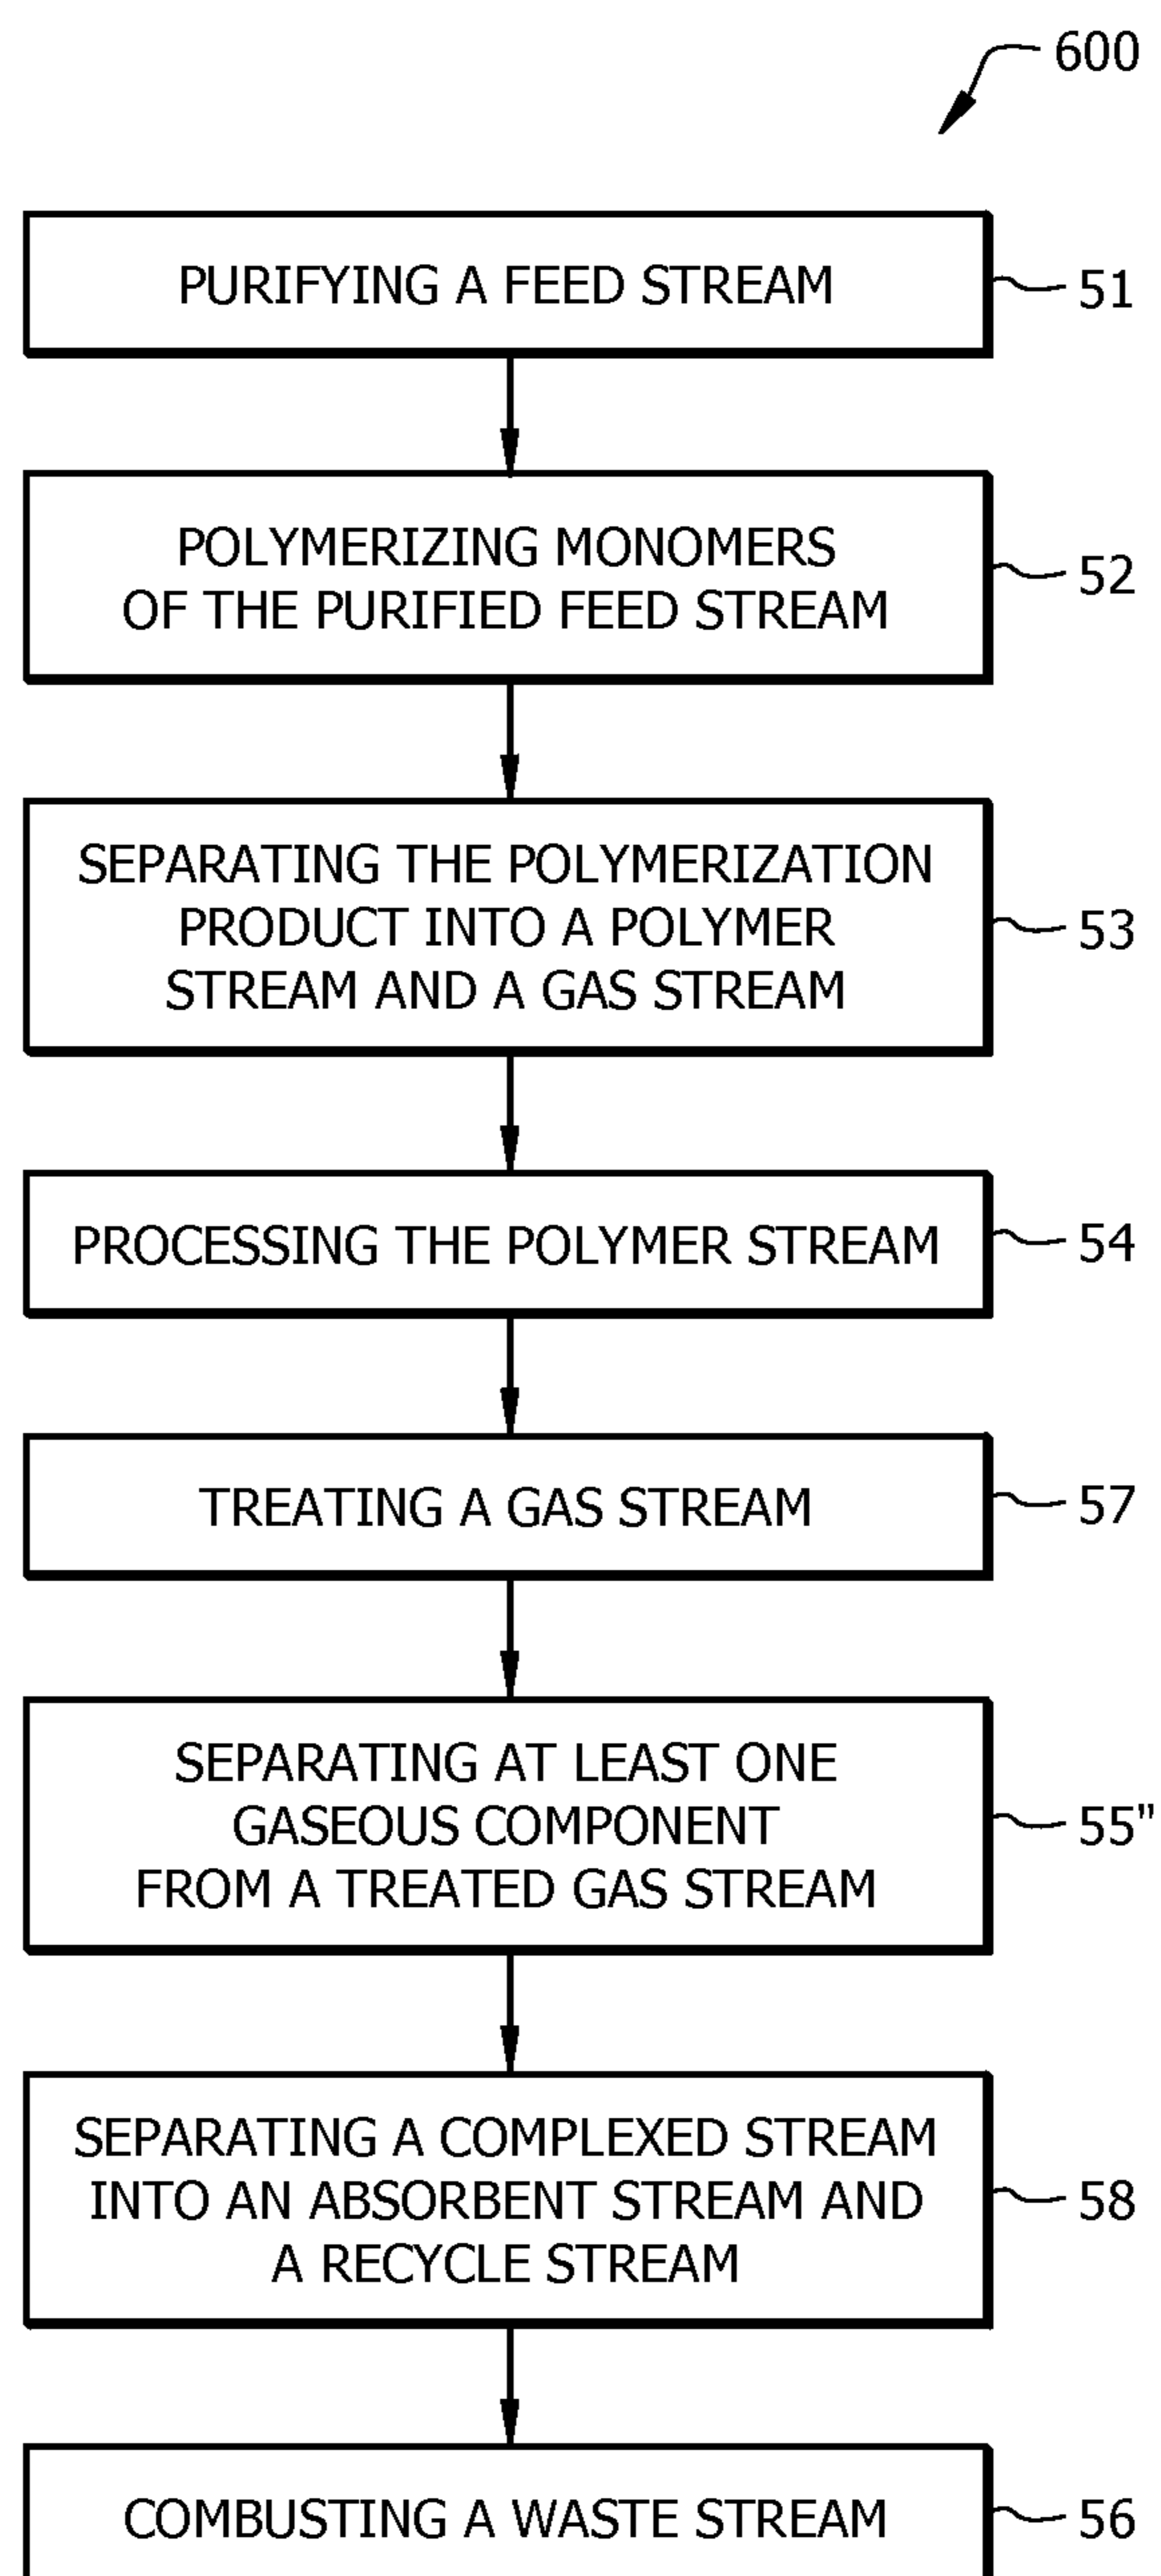 600
PURIFYING A FEED STREAM
51
POLYMERIZING MONOMERS
OF THE PURIFIED FEED STREAM
52
SEPARATING THE POLYMERIZATION
PRODUCT INTO A POLYMER
STREAM AND A GAS STREAM
53
PROCESSING THE POLYMER STREAM
54
TREATING A GAS STREAM
57
SEPARATING AT LEAST ONE
GASEOUS COMPONENT
FROM A TREATED GAS STREAM
55"
SEPARATING A COMPLEXED STREAM
INTO AN ABSORBENT STREAM AND
A RECYCLE STREAM
58
COMBUSTING A WASTE STREAM
56